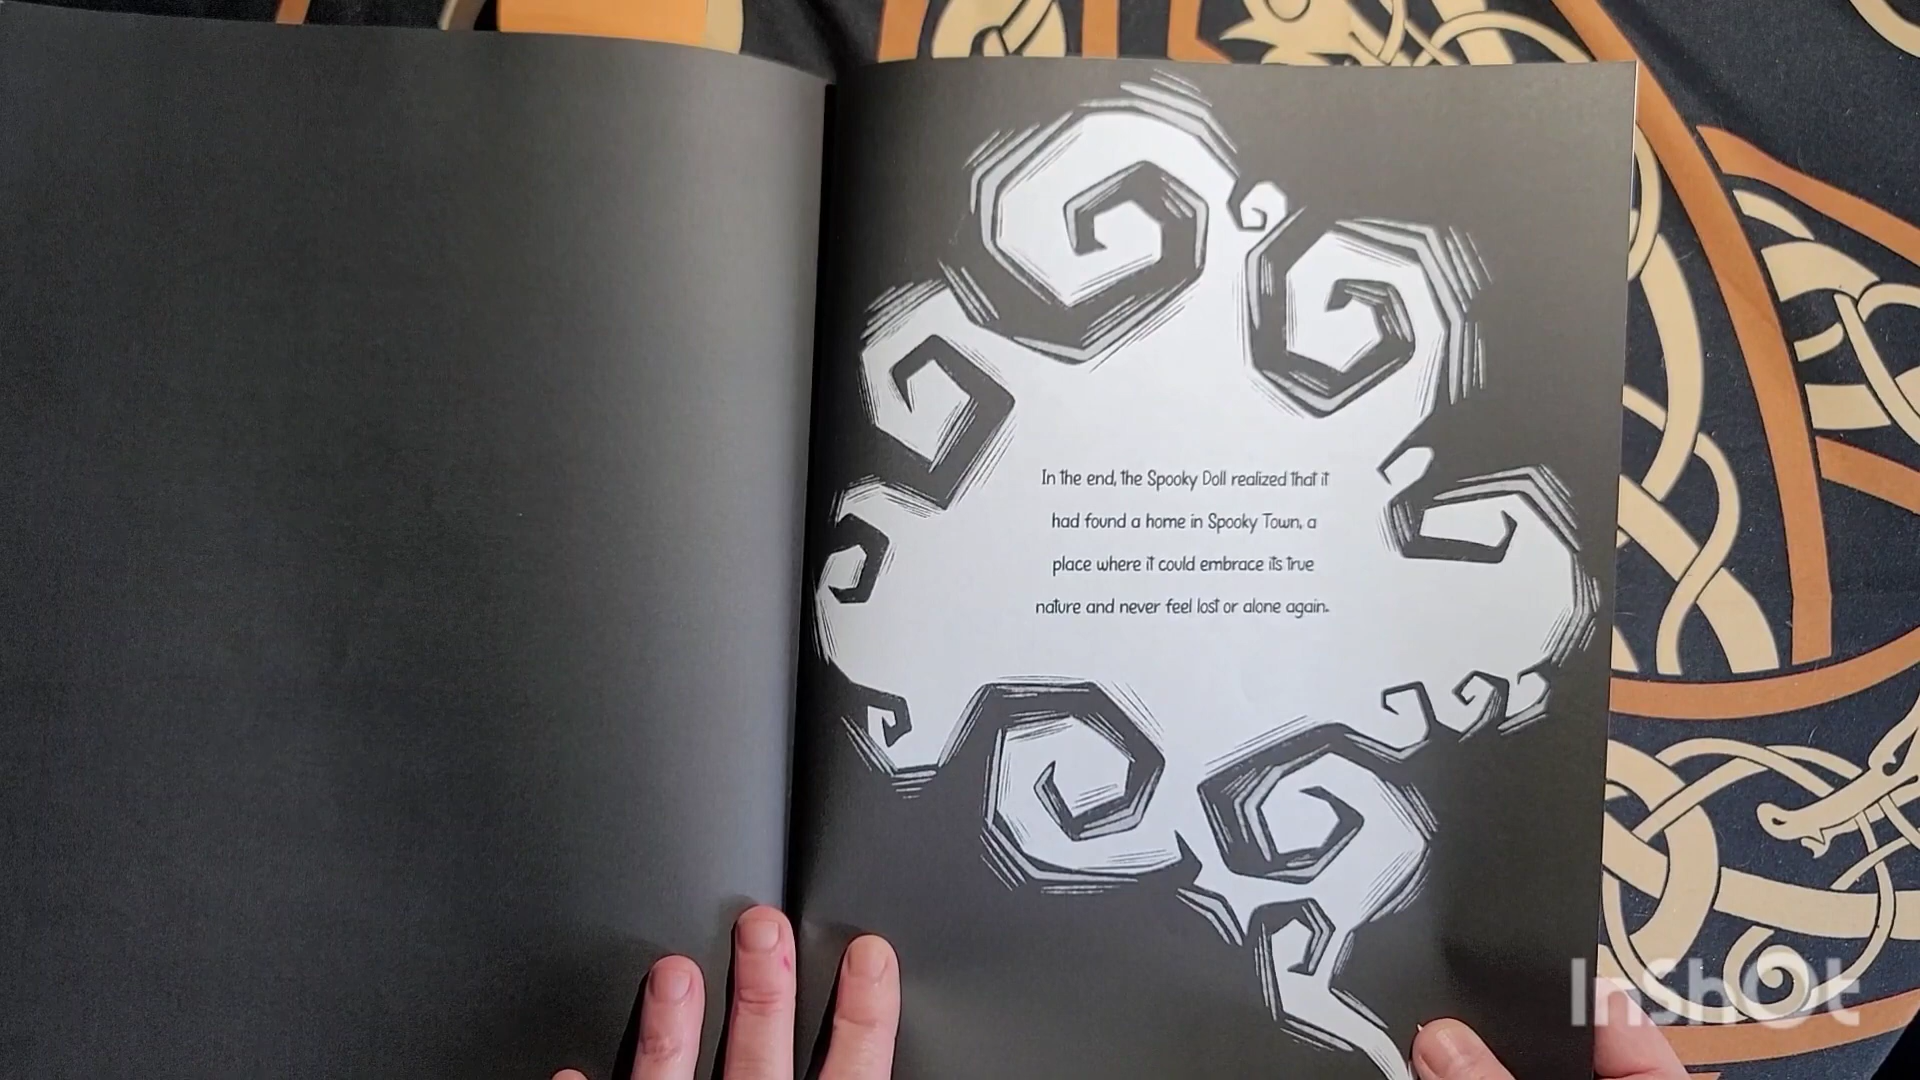 In the end, the Spooky Doll realized that it
had found a home in Spooky Town, a
place where it could embrace its true
nature and never feel lost or alone again.
InShOt